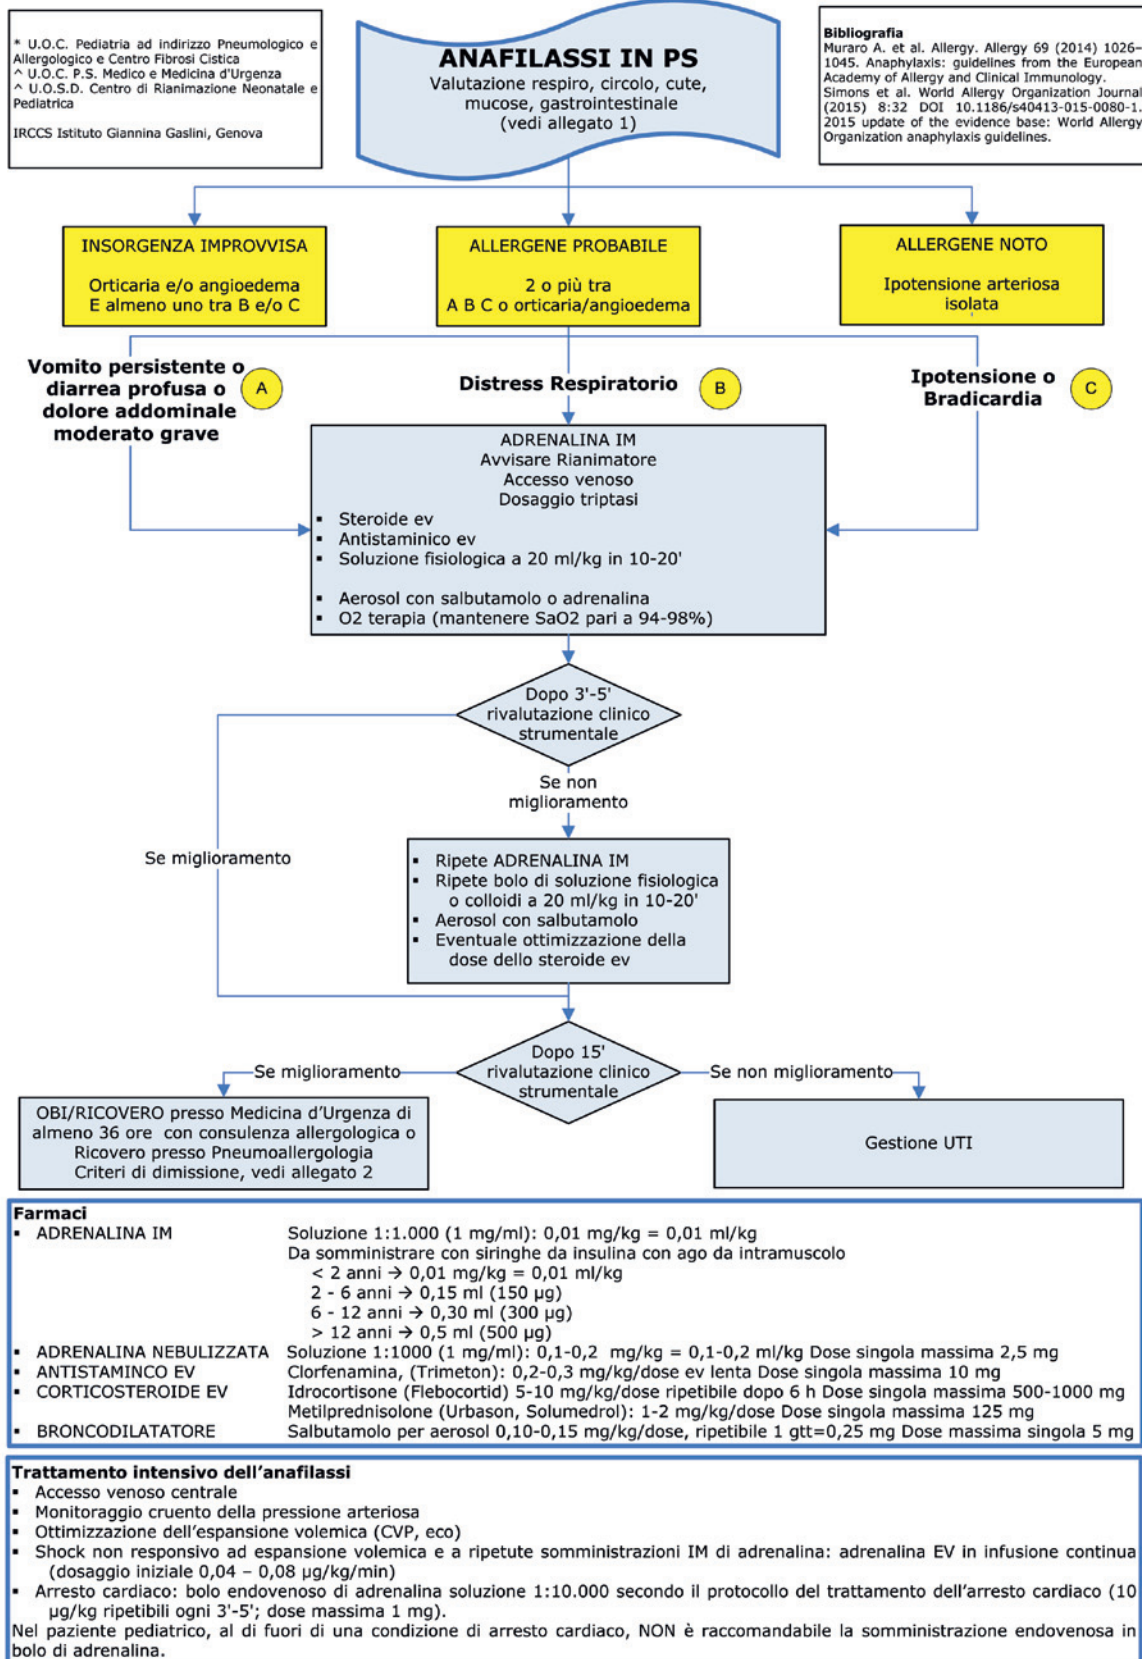 * U.O.C. Pediatria ad indirizzo Pneumologico e
Allergologico e Centro Fibrosi Cistica
^ U.O.C. P.S. Medico e Medicina d'Urgenza
^ U.O.S.D. Centro di Rianimazione Neonatale e
Pediatrica
IRCCS Istituto Giannina Gaslini, Genova
ANAFILASSI IN PS
Valutazione respiro, circolo, cute,
mucose, gastrointestinale
(vedi allegato 1)
Bibliografia
Muraro A. et al. Allergy. Allergy 69 (2014) 1026–
1045. Anaphylaxis: guidelines from the European
Academy of Allergy and Clinical Immunology.
Simons et al. World Allergy Organization Journal
(2015) 8:32 DOI 10.1186/s40413-015-0080-1.
2015 update of the evidence base: World Allergy
Organization anaphylaxis guidelines.
INSORGENZA IMPROVVISA
Orticaria e/o angioedema
E almeno uno tra B e/o C
ALLERGENE PROBABILE
2 o più tra
A B C o orticaria/angioedema
ALLERGENE NOTO
Ipotensione arteriosa
isolata
Vomito persistente o
diarrea profusa o
dolore addominale
moderato grave
A
Distress Respiratorio
B
Ipotensione o
Bradicardia
C
ADRENALINA IM
Avvisare Rianimatore
Accesso venoso
Dosaggio triptasi
▪ Steroide ev
▪ Antistaminico ev
▪ Soluzione fisiologica a 20 ml/kg in 10-20'
▪ Aerosol con salbutamolo o adrenalina
▪ O2 terapia (mantenere SaO2 pari a 94-98%)
Dopo 3'-5'
rivalutazione clinico
strumentale
Se non
miglioramento
Se miglioramento
▪ Ripete ADRENALINA IM
▪ Ripete bolo di soluzione fisiologica
o colloidi a 20 ml/kg in 10-20'
▪ Aerosol con salbutamolo
▪ Eventuale ottimizzazione della
dose dello steroide ev
Dopo 15'
rivalutazione clinico
strumentale
Se miglioramento
Se non miglioramento
OBI/RICOVERO presso Medicina d'Urgenza di
almeno 36 ore con consulenza allergologica o
Ricovero presso Pneumoallergologia
Criteri di dimissione, vedi allegato 2
Gestione UTI
Farmaci
▪ ADRENALINA IM Soluzione 1:1.000 (1 mg/ml): 0,01 mg/kg = 0,01 ml/kg
Da somministrare con siringhe da insulina con ago da intramuscolo
< 2 anni → 0,01 mg/kg = 0,01 ml/kg
2 - 6 anni → 0,15 ml (150 µg)
6 - 12 anni → 0,30 ml (300 µg)
> 12 anni → 0,5 ml (500 µg)
▪ ADRENALINA NEBULIZZATA Soluzione 1:1000 (1 mg/ml): 0,1-0,2 mg/kg = 0,1-0,2 ml/kg Dose singola massima 2,5 mg
▪ ANTISTAMINCO EV Clorfenamina, (Trimeton): 0,2-0,3 mg/kg/dose ev lenta Dose singola massima 10 mg
▪ CORTICOSTEROIDE EV Idrocortisone (Flebocortid) 5-10 mg/kg/dose ripetibile dopo 6 h Dose singola massima 500-1000 mg
Metilprednisolone (Urbason, Solumedrol): 1-2 mg/kg/dose Dose singola massima 125 mg
▪ BRONCODILATATORE Salbutamolo per aerosol 0,10-0,15 mg/kg/dose, ripetibile 1 gtt=0,25 mg Dose massima singola 5 mg
Trattamento intensivo dell'anafilassi
▪ Accesso venoso centrale
▪ Monitoraggio cruento della pressione arteriosa
▪ Ottimizzazione dell'espansione volemica (CVP, eco)
▪ Shock non responsivo ad espansione volemica e a ripetute somministrazioni IM di adrenalina: adrenalina EV in infusione continua
(dosaggio iniziale 0,04 – 0,08 µg/kg/min)
▪ Arresto cardiaco: bolo endovenoso di adrenalina soluzione 1:10.000 secondo il protocollo del trattamento dell'arresto cardiaco (10
µg/kg ripetibili ogni 3'-5'; dose massima 1 mg).
Nel paziente pediatrico, al di fuori di una condizione di arresto cardiaco, NON è raccomandabile la somministrazione endovenosa in
bolo di adrenalina.